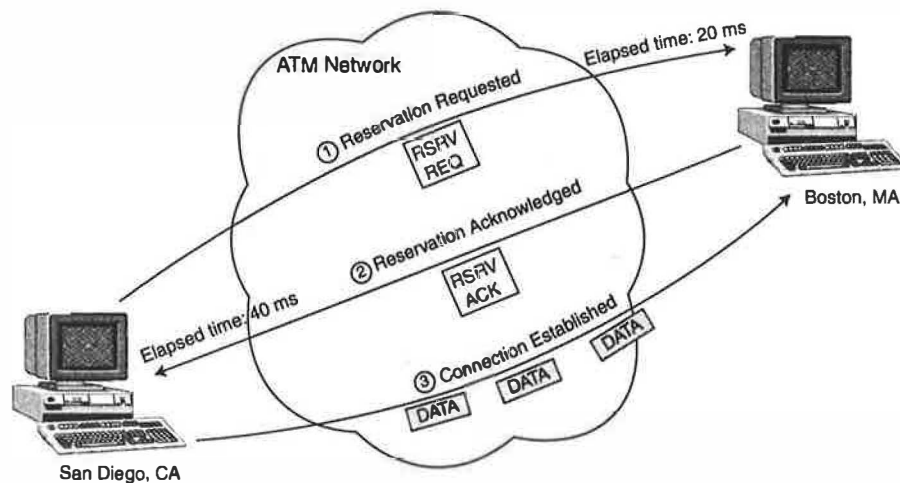 ATM Network
Elapsed time: 20 ms
① Reservation Requested
RSRV
REQ
Boston, MA
② Reservation Acknowledged
RSRV
ACK
Elapsed time: 40 ms
③ Connection Established
DATA
DATA
DATA
San Diego, CA